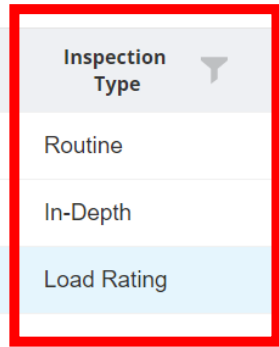 Inspection
Type
Routine
In-Depth
Load Rating